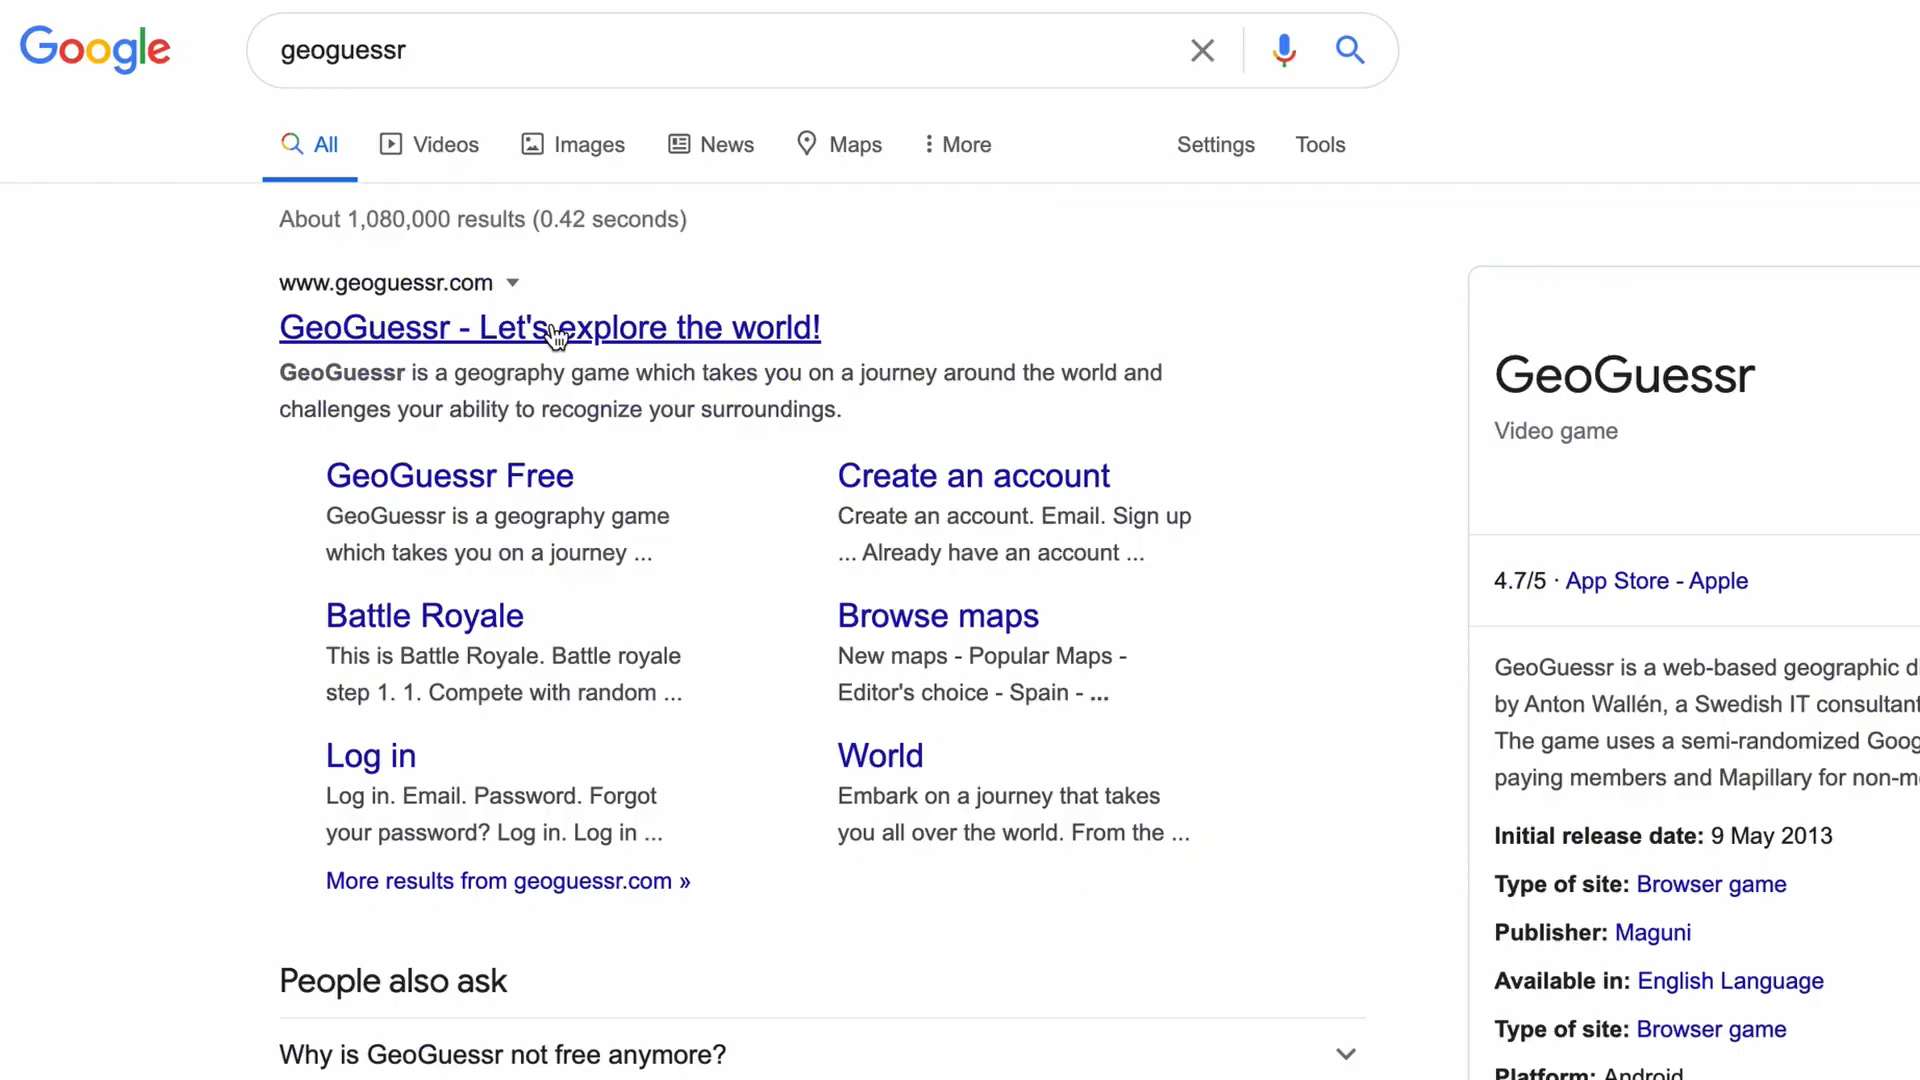 Google
geoguessr
All
Videos
Images
News
Maps
More
Settings
Tools
About 1,080,000 results (0.42 seconds)
www.geoguessr.com
GeoGuessr - Let's explore the world!
GeoGuessr is a geography game which takes you on a journey around the world and
challenges your ability to recognize your surroundings.
GeoGuessr Free
GeoGuessr is a geography game
which takes you on a journey ...
Create an account
Create an account. Email. Sign up
... Already have an account ...
Battle Royale
This is Battle Royale. Battle royale
step 1. 1. Compete with random ...
Browse maps
New maps - Popular Maps -
Editor's choice - Spain - ...
Log in
Log in. Email. Password. Forgot
your password? Log in. Log in ...
World
Embark on a journey that takes
you all over the world. From the ...
More results from geoguessr.com »
People also ask
Why is GeoGuessr not free anymore?
GeoGuessr
Video game
4.7/5 · App Store - Apple
GeoGuessr is a web-based geographic
by Anton Wallén, a Swedish IT consultant
The game uses a semi-randomized
paying members and Mapillary for
Initial release date: 9 May 2013
Type of site: Browser game
Publisher: Maguni
Available in: English Language
Type of site: Browser game
Platform: Android